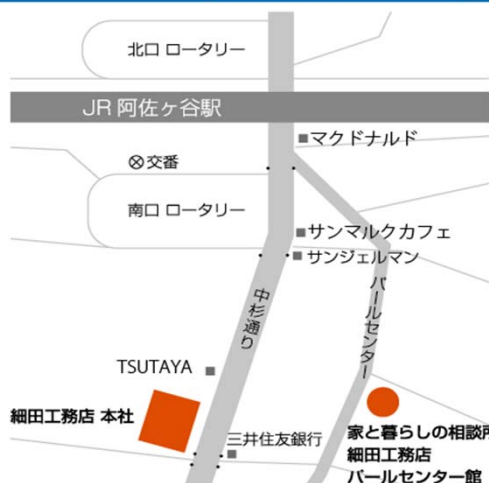 北口 ロータリー
JR 阿佐ヶ谷駅
マクドナルド
交番
南口 ロータリー
サンマルクカフェ
サンジェルマン
中杉通り
パールセンター
TSUTAYA
細田工務店 本社
三井住友銀行
家と暮らしの相談所
細田工務店
パールセンター館